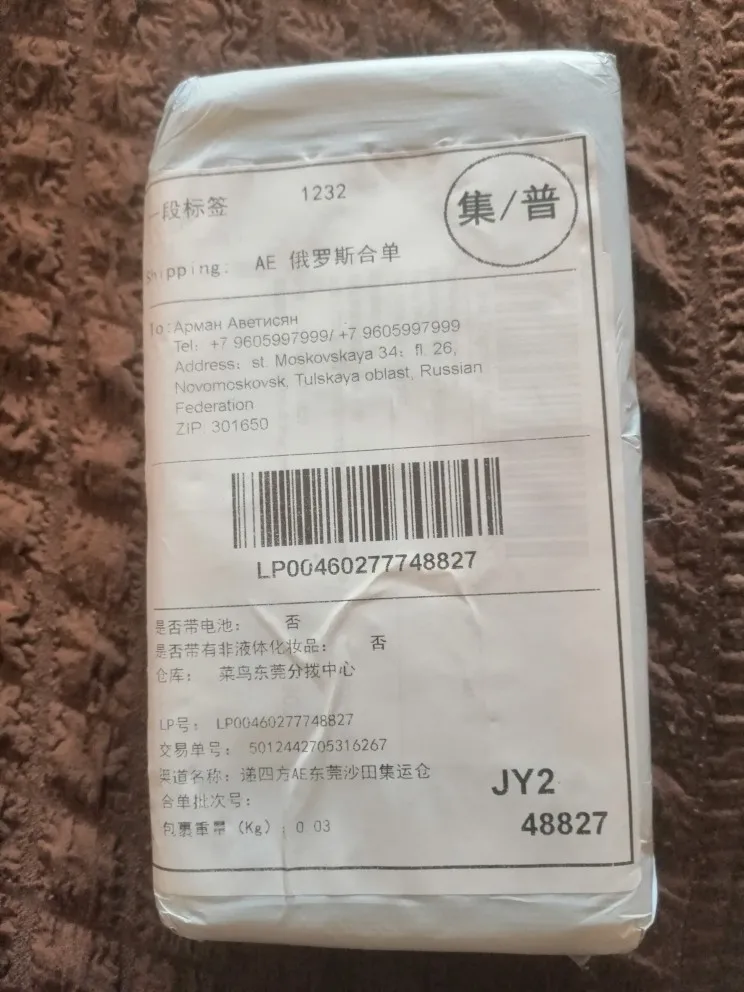 一段标签 1232 集/普
Shipping: AE 俄罗斯合单
To:Арман Аветисян
Tel: +7 9605997999/ +7 9605997999
Address: st. Moskovskaya 34; fl. 26,
Novomoskovsk, Tulskaya oblast, Russian
Federation
ZIP: 301650
LP00460277748827
是否带电池: 否
是否带有非液体化妆品: 否
仓库: 菜鸟东莞分拨中心
LP号: LP00460277748827
交易单号: 5012442705316267
渠道名称: 递四方AE东莞沙田集运仓
合单批次号:
JY2
包裹重量 (Kg): 0.03
48827